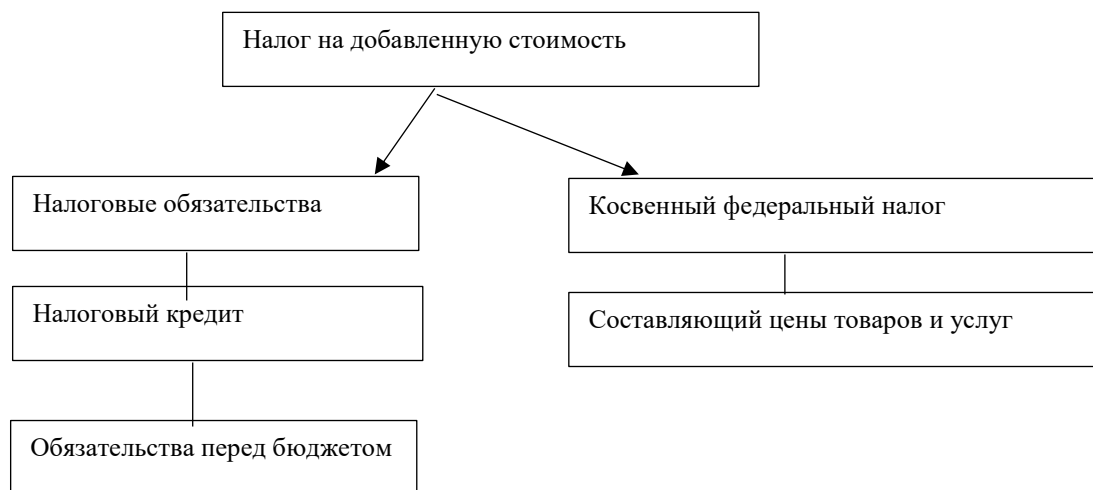 Налог на добавленную стоимость
Налоговые обязательства
Косвенный федеральный налог
Налоговый кредит
Составляющий цены товаров и услуг
Обязательства перед бюджетом